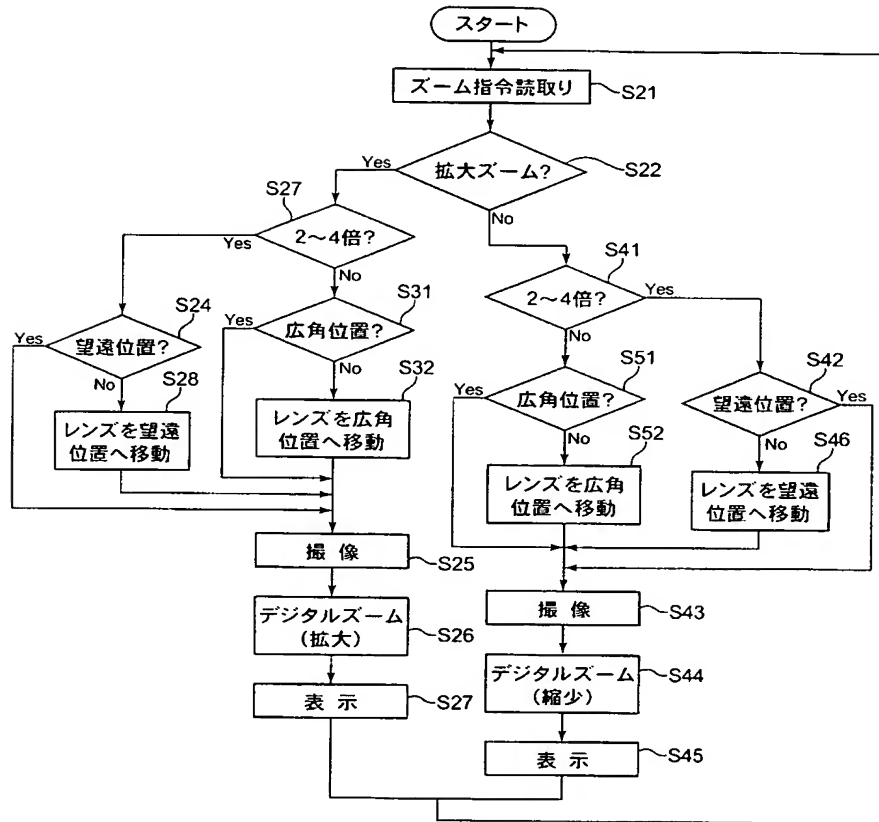 スタート
ズーム指令読取り
S21
拡大ズーム?
S22
Yes
No
S27
2～4倍?
Yes
No
S41
2～4倍?
Yes
No
S24
望遠位置?
Yes
No
S31
広角位置?
Yes
No
S51
広角位置?
Yes
No
S42
望遠位置?
Yes
No
S28
レンズを望遠
位置へ移動
S32
レンズを広角
位置へ移動
S52
レンズを広角
位置へ移動
S46
レンズを望遠
位置へ移動
撮像
S25
デジタルズーム
(拡大)
S26
表示
S27
撮像
S43
デジタルズーム
(縮少)
S44
表示
S45